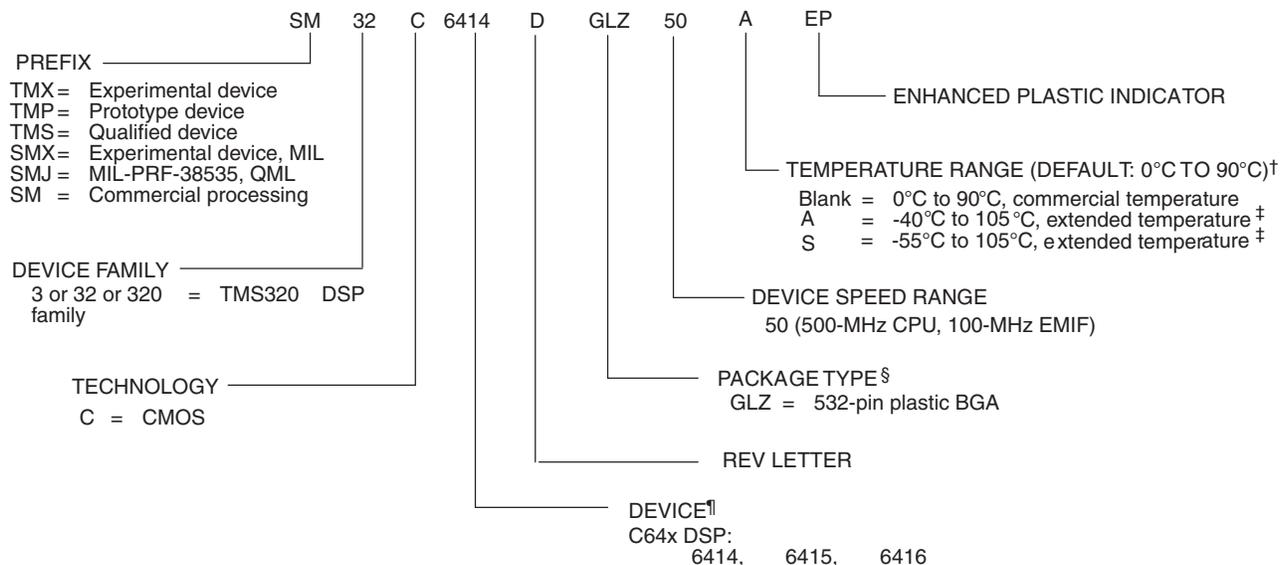 SM 32 C 6414 D GLZ 50 A EP
PREFIX
TMX = Experimental device
TMP = Prototype device
TMS = Qualified device
SMX = Experimental device, MIL
SMJ = MIL-PRF-38535, QML
SM = Commercial processing
ENHANCED PLASTIC INDICATOR
TEMPERATURE RANGE (DEFAULT: 0°C TO 90°C)†
Blank = 0°C to 90°C, commercial temperature
A = -40°C to 105°C, extended temperature ‡
S = -55°C to 105°C, extended temperature ‡
DEVICE FAMILY
3 or 32 or 320 = TMS320 DSP
family
DEVICE SPEED RANGE
50 (500-MHz CPU, 100-MHz EMIF)
TECHNOLOGY
C = CMOS
PACKAGE TYPE§
GLZ = 532-pin plastic BGA
REV LETTER
DEVICE¶
C64x DSP:
6414, 6415, 6416